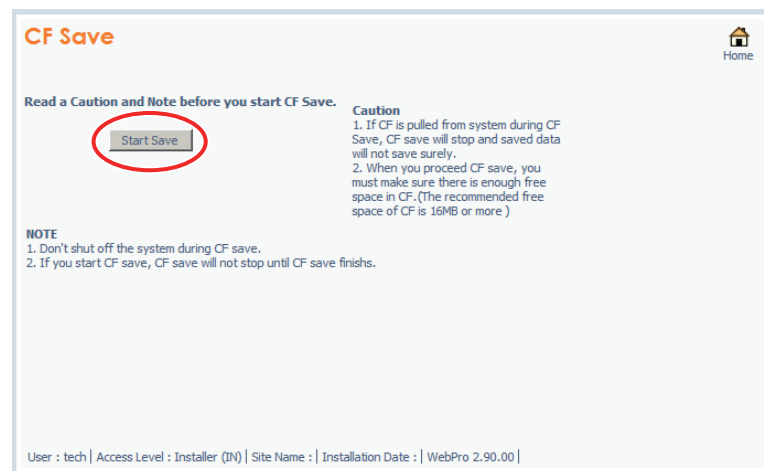 CF Save
Home
Read a Caution and Note before you start CF Save.
Start Save
Caution
1. If CF is pulled from system during CF
Save, CF save will stop and saved data
will not save surely.
2. When you proceed CF save, you
must make sure there is enough free
space in CF.(The recommended free
space of CF is 16MB or more )
NOTE
1. Don't shut off the system during CF save.
2. If you start CF save, CF save will not stop until CF save finishs.
User : tech | Access Level : Installer (IN) | Site Name : | Installation Date : | WebPro 2.90.00 |